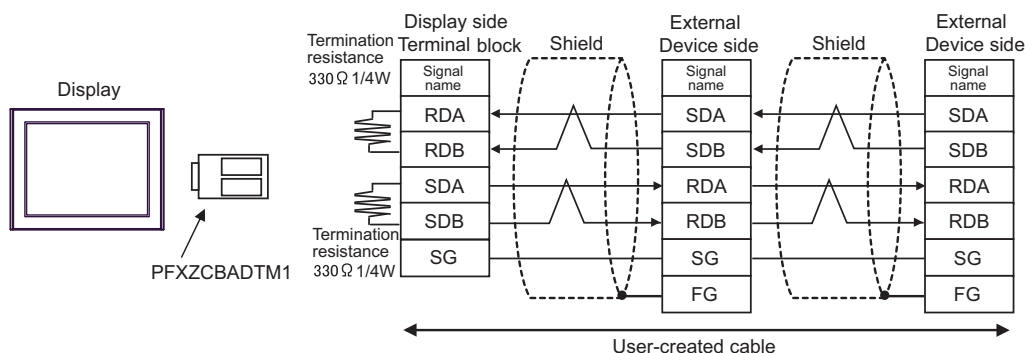 Display
PFXZCBADTM1
Termination
resistance
330 Ω 1/4W
Display side
Terminal block
Signal
name
RDA
RDB
SDA
SDB
SG
Termination
resistance
330 Ω 1/4W
Shield
External
Device side
Signal
name
SDA
SDB
RDA
RDB
SG
FG
Shield
External
Device side
Signal
name
SDA
SDB
RDA
RDB
SG
FG
User-created cable